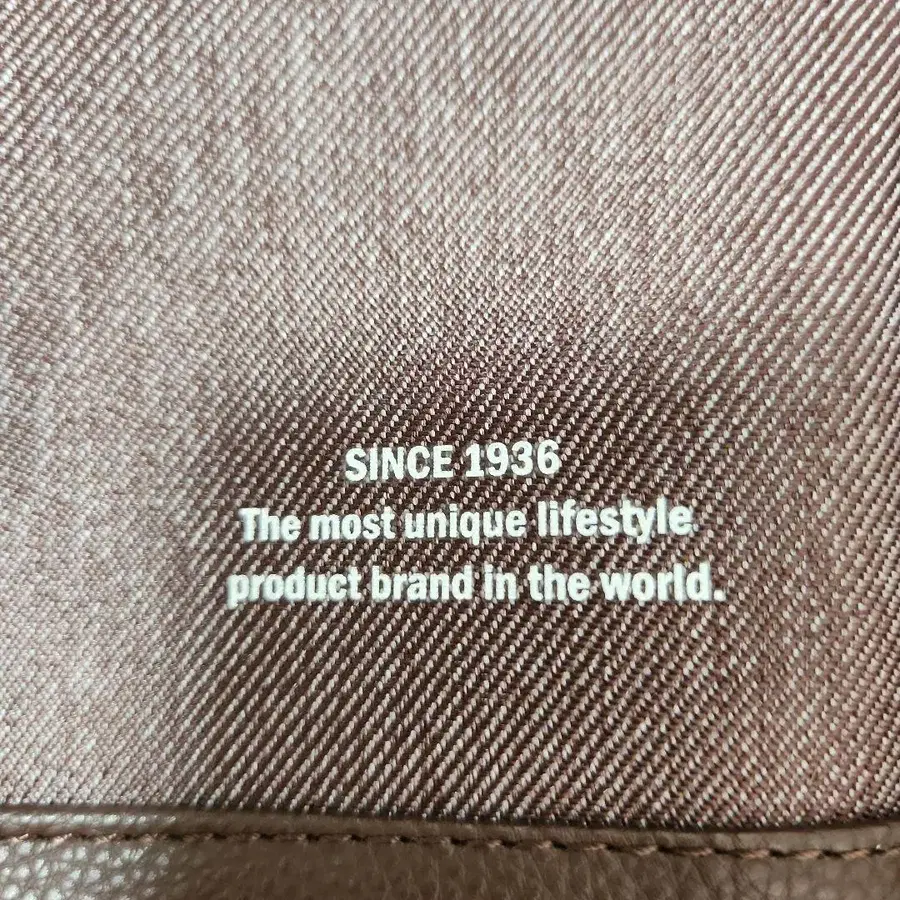 SINCE 1936
The most unique lifestyle
product brand in the world.